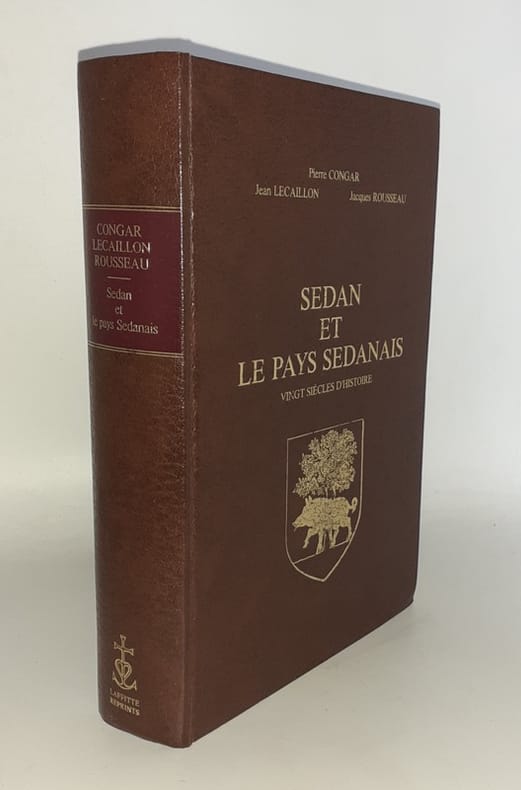 CONGAR
LECAILLON
ROUSSEAU
Sedan
et
le pays Sedanais
LAFFITTE
REPRINTS
Pierre CONGAR
Jean LECAILLON Jacques ROUSSEAU
SEDAN
ET
LE PAYS SEDANAIS
VINGT SIÈCLES D'HISTOIRE